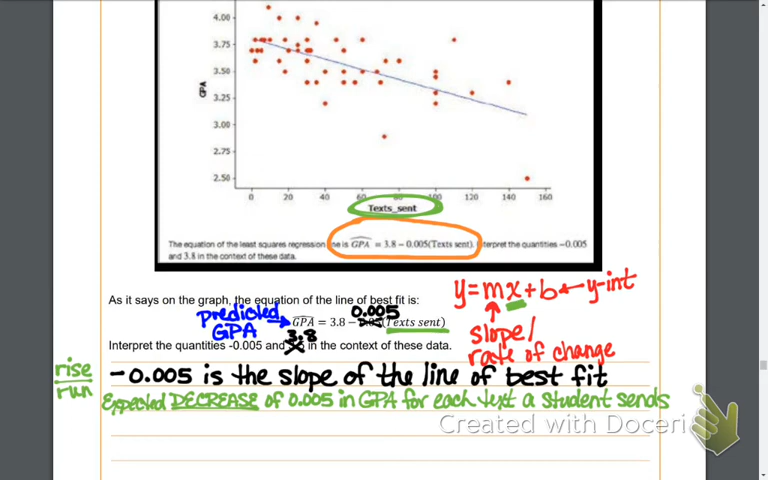 4.00
3.75
3.50
3.25
3.00
2.75
2.50
GPA
0 20 40 60 80 100 120 140 160
Texts_sent
The equation of the least squares regression line is GPA = 3.8 − 0.005(Texts sent). Interpret the quantities −0.005
and 3.8 in the context of these data.
y=mx+b ← y-int
slope/
rate of change
As it says on the graph, the equation of the line of best fit is:
predicted
GPA
0.005
GPA = 3.8 − (Texts sent)
3.8
Interpret the quantities -0.005 and in the context of these data.
rise
run
-0.005 is the slope of the line of best fit
Expected DECREASE of 0.005 in GPA for each text a student sends
Created with Doceri